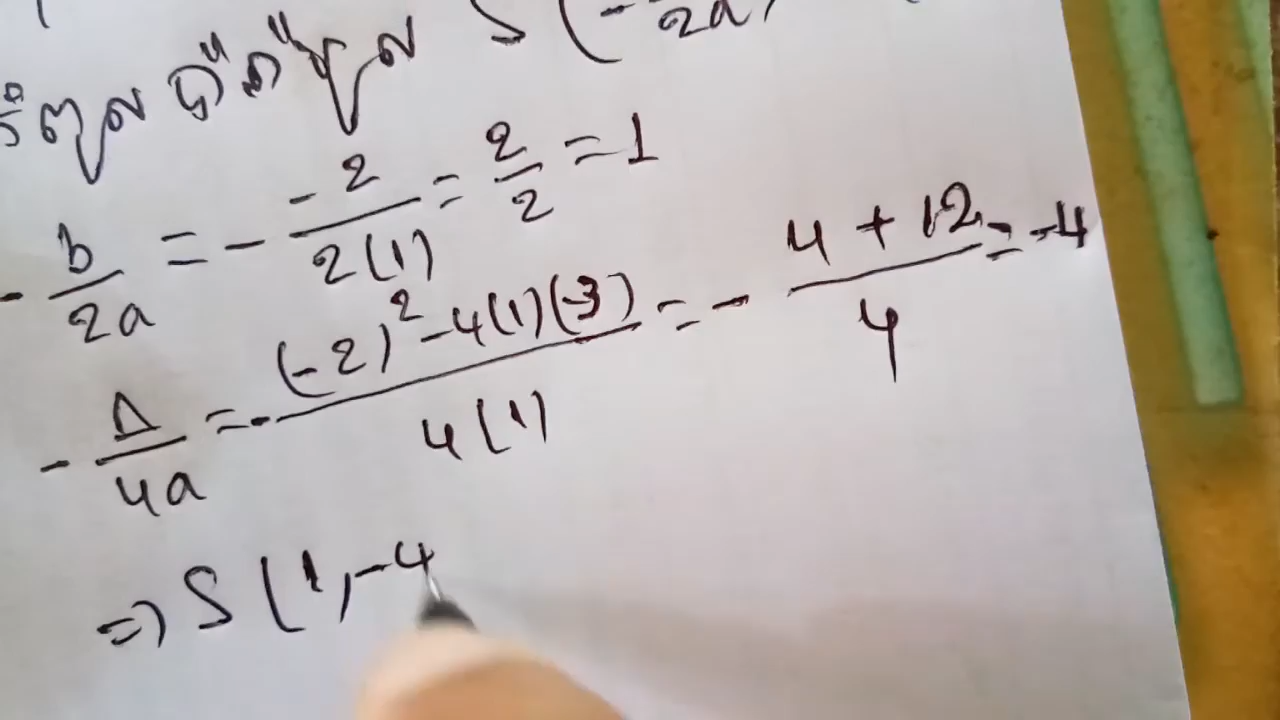 S (- 2a)
- b/2a = - -2/2(1) = 2/2 = 1
- Δ/4a = - (-2)² - 4(1)(-3)/4(1) = - 4 + 12/4 = -4
=> S (1, -4